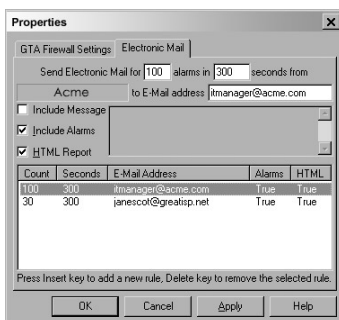 Properties
GTA Firewall Settings Electronic Mail
Send Electronic Mail for 100 alarms in 300 seconds from
Acme to E-Mail address itmanager@acme.com
Include Message
Include Alarms
HTML Report
Count Seconds E-Mail Address Alarms HTML
100 300 itmanager@acme.com True True
30 300 janescot@greatisp.net True True
Press Insert key to add a new rule, Delete key to remove the selected rule.
OK Cancel Apply Help